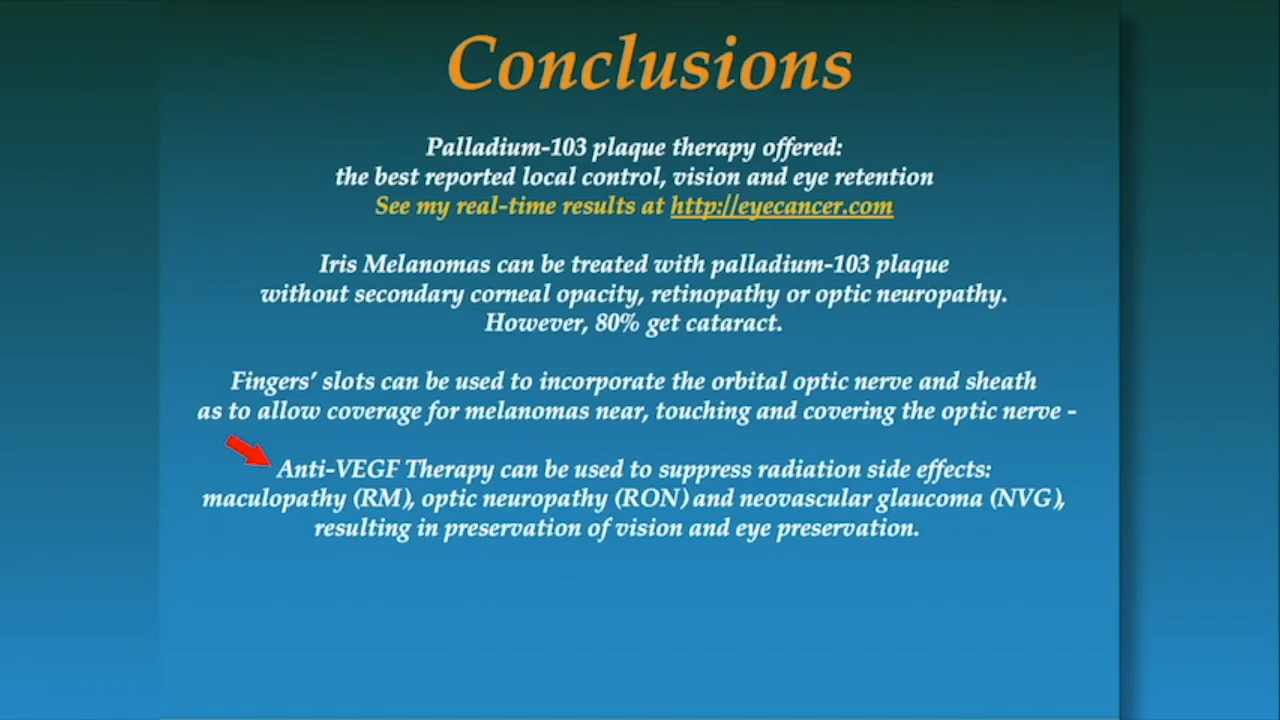 Conclusions
Palladium-103 plaque therapy offered:
the best reported local control, vision and eye retention
See my real-time results at http://eyecancer.com
Iris Melanomas can be treated with palladium-103 plaque
without secondary corneal opacity, retinopathy or optic neuropathy.
However, 80% get cataract.
Fingers’ slots can be used to incorporate the orbital optic nerve and sheath
as to allow coverage for melanomas near, touching and covering the optic nerve -
Anti-VEGF Therapy can be used to suppress radiation side effects:
maculopathy (RM), optic neuropathy (RON) and neovascular glaucoma (NVG),
resulting in preservation of vision and eye preservation.